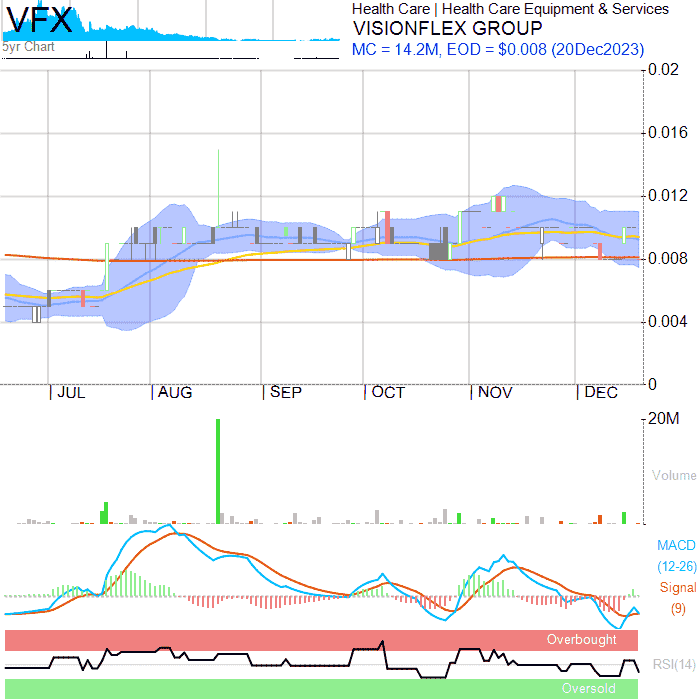 VFX
5yr Chart
Health Care | Health Care Equipment & Services
VISIONFLEX GROUP
MC = 14.2M, EOD = $0.008 (20Dec2023)
0.02
0.016
0.012
0.008
0.004
0
JUL AUG SEP OCT NOV DEC
20M
Volume
MACD
(12-26)
Signal
(9)
Overbought
RSI(14)
Oversold